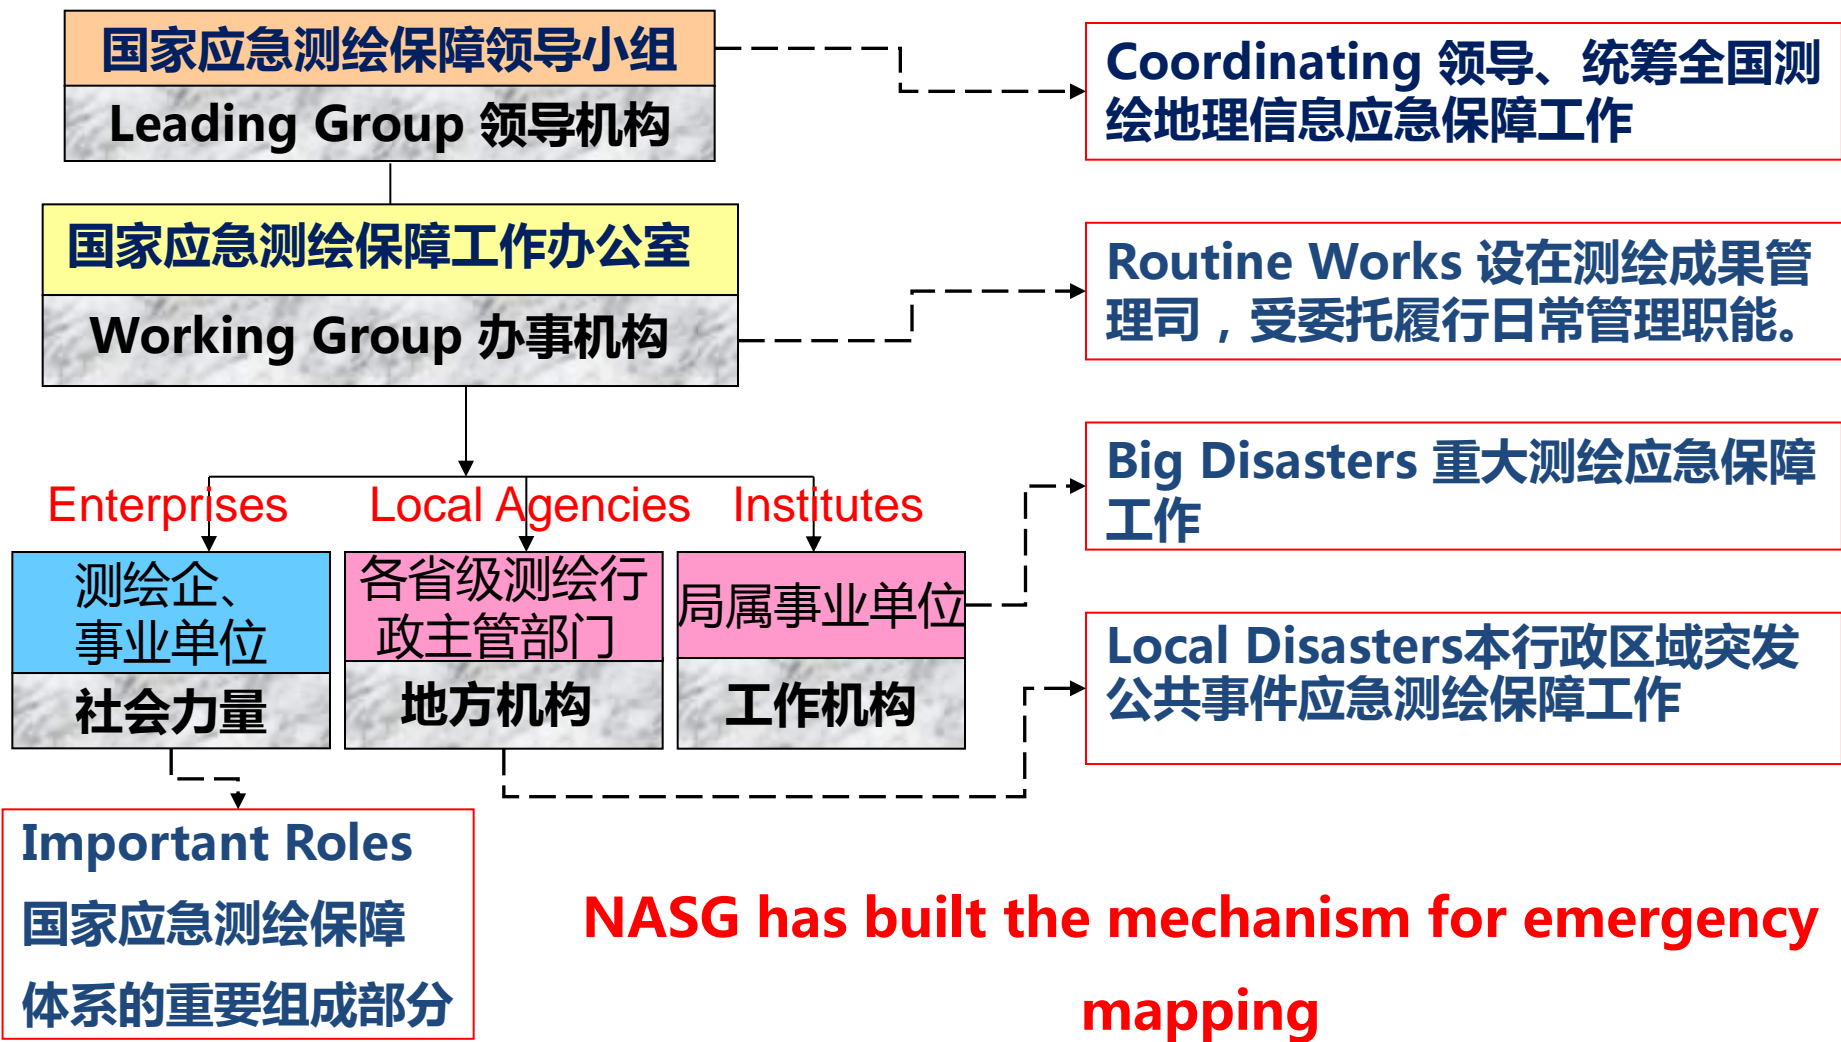 国家应急测绘保障领导小组
Leading Group 领导机构
Coordinating 领导、统筹全国测
绘地理信息应急保障工作
国家应急测绘保障工作办公室
Working Group 办事机构
Routine Works 设在测绘成果管
理司，受委托履行日常管理职能。
Big Disasters 重大测绘应急保障
工作
Enterprises
Local Agencies
Institutes
测绘企、
事业单位
社会力量
各省级测绘行
政主管部门
地方机构
局属事业单位
工作机构
Local Disasters本行政区域突发
公共事件应急测绘保障工作
Important Roles
国家应急测绘保障
体系的重要组成部分
NASG has built the mechanism for emergency
mapping